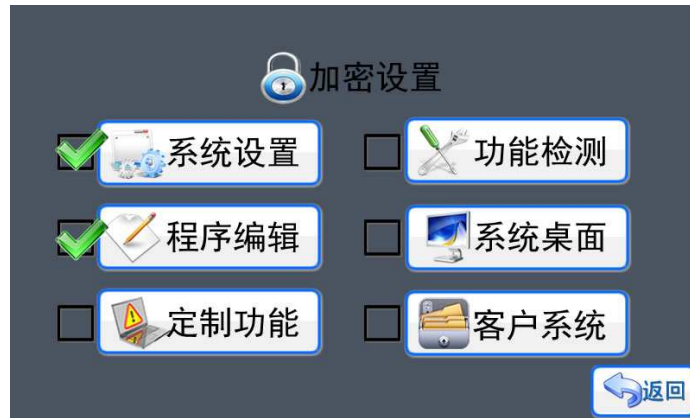 加密设置
系统设置
功能检测
程序编辑
系统桌面
定制功能
客户系统
返回